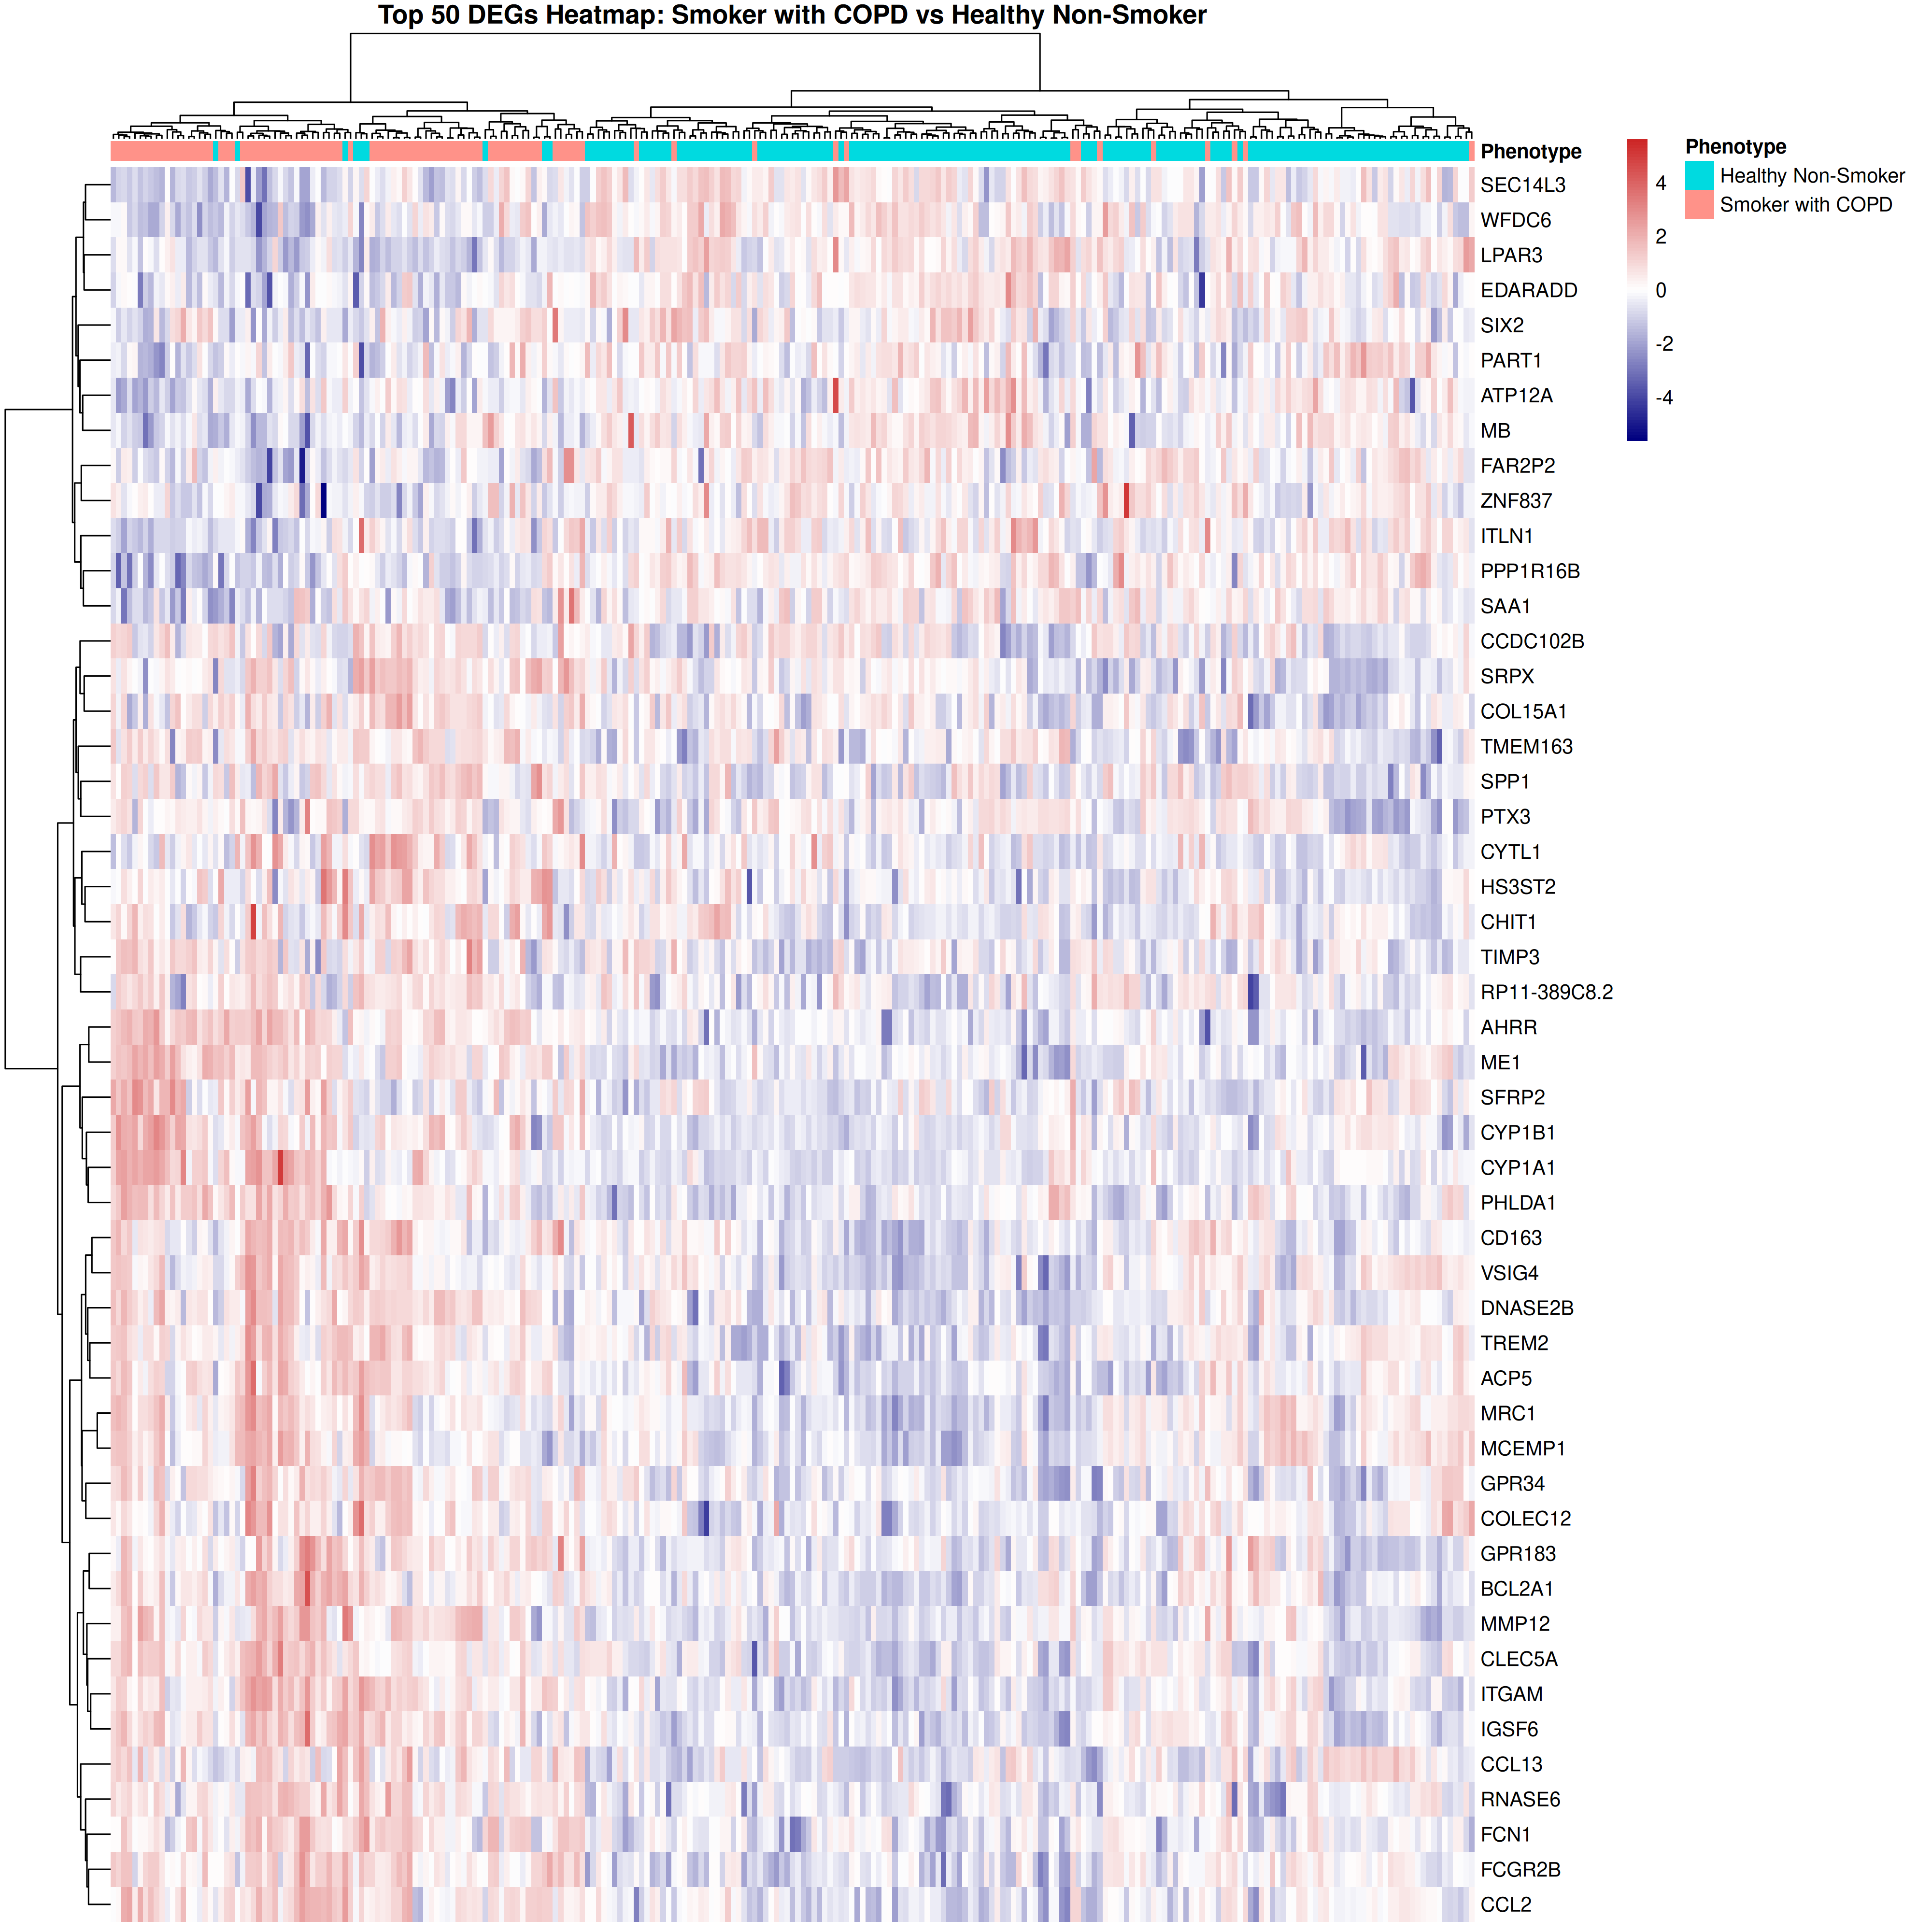 Top 50 DEGs Heatmap: Smoker with COPD vs Healthy Non-Smoker
Phenotype
SEC14L3
WFDC6
LPAR3
EDARADD
SIX2
PART1
ATP12A
MB
FAR2P2
ZNF837
ITLN1
PPP1R16B
SAA1
CCDC102B
SRPX
COL15A1
TMEM163
SPP1
PTX3
CYTL1
HS3ST2
CHIT1
TIMP3
RP11-389C8.2
AHRR
ME1
SFRP2
CYP1B1
CYP1A1
PHLDA1
CD163
VSIG4
DNASE2B
TREM2
ACP5
MRC1
MCEMP1
GPR34
COLEC12
GPR183
BCL2A1
MMP12
CLEC5A
ITGAM
IGSF6
CCL13
RNASE6
FCN1
FCGR2B
CCL2
4
2
0
-2
-4
Phenotype
Healthy Non-Smoker
Smoker with COPD